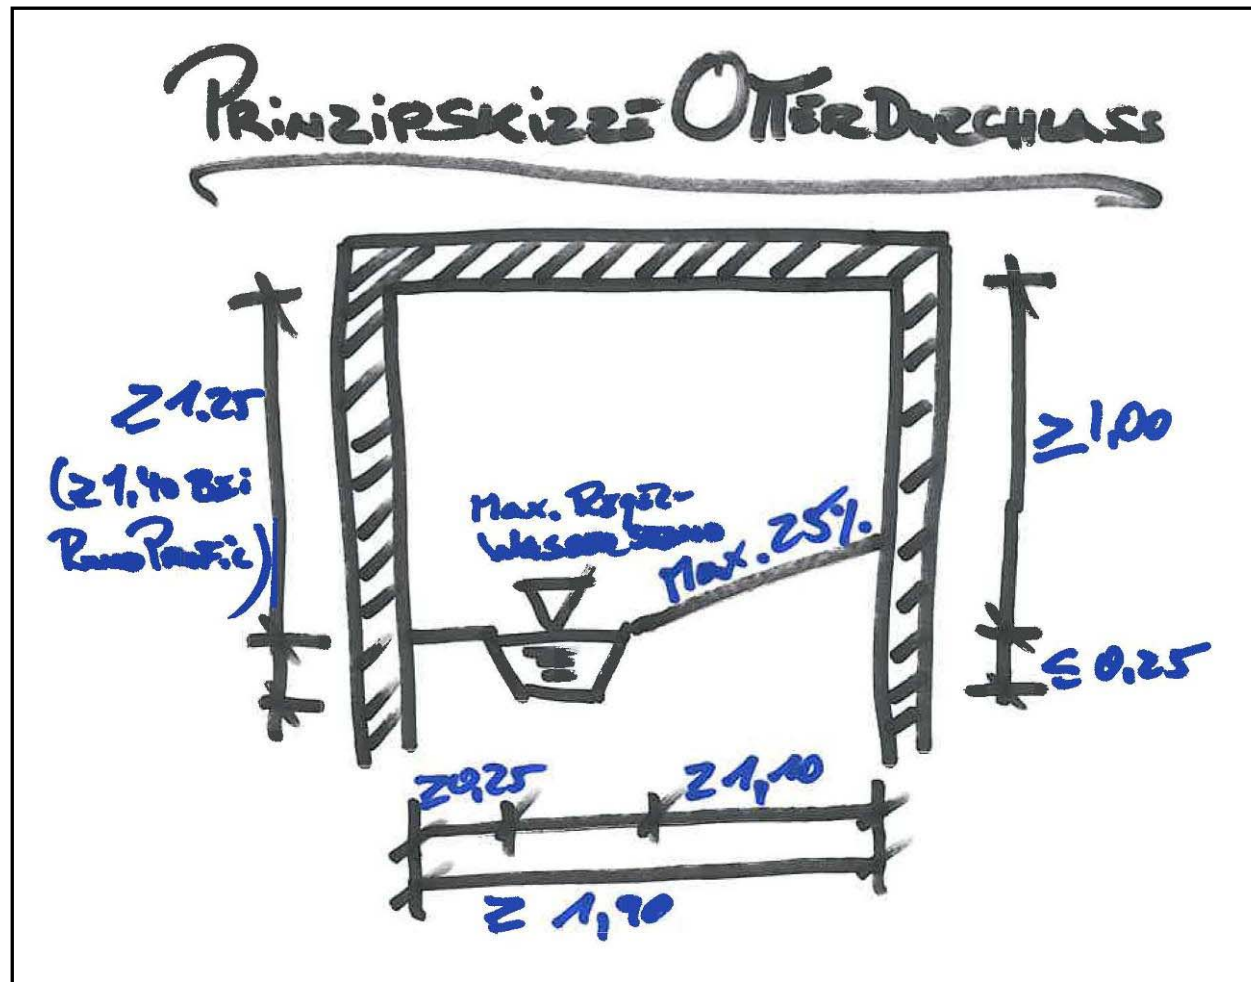 PRINZIPSKIZZE OTTERDURCHLASS
≥1.25
(≥1,40 BEI
RUNDPROFIL)
MAX. REGEL-
WASSERSTAND
MAX. 25%
≥1,00
≤ 0,25
≥0,25
≥1,10
≥ 1,90